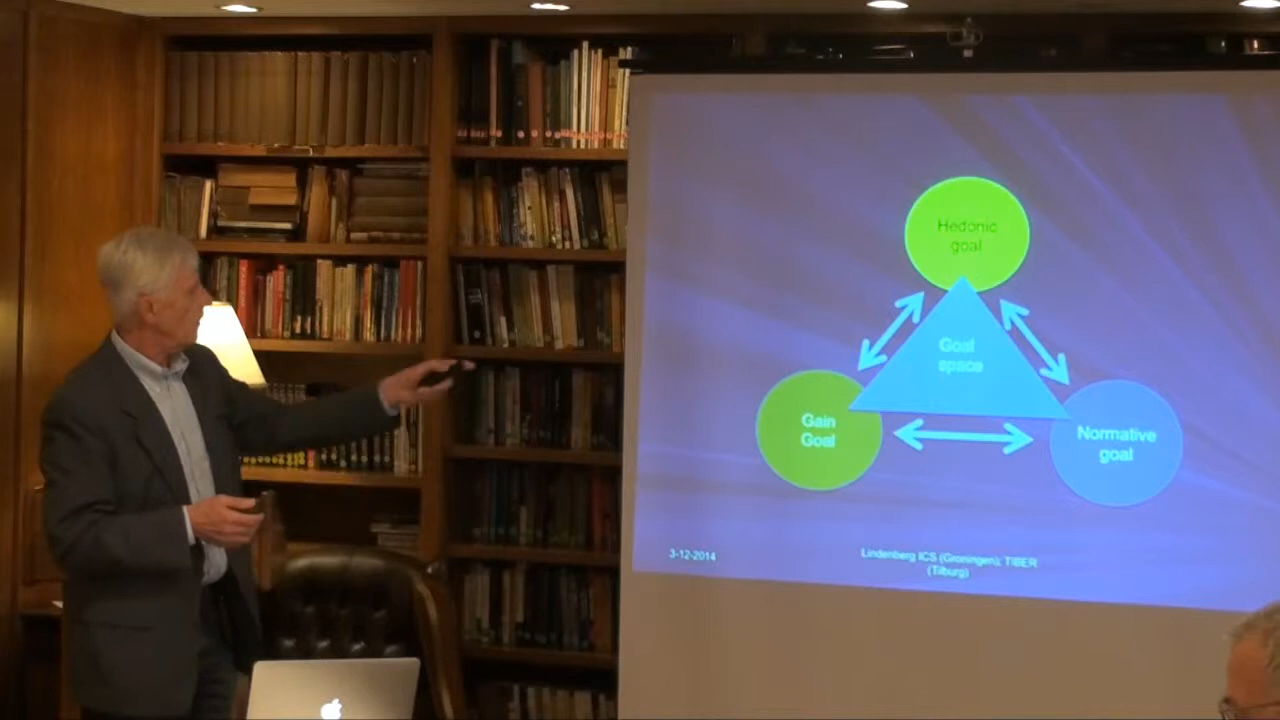 Hedonic
goal
Goal
space
Gain
Goal
Normative
goal
3-12-2014
Lindenberg ICS (Groningen); TIBER
(Tilburg)